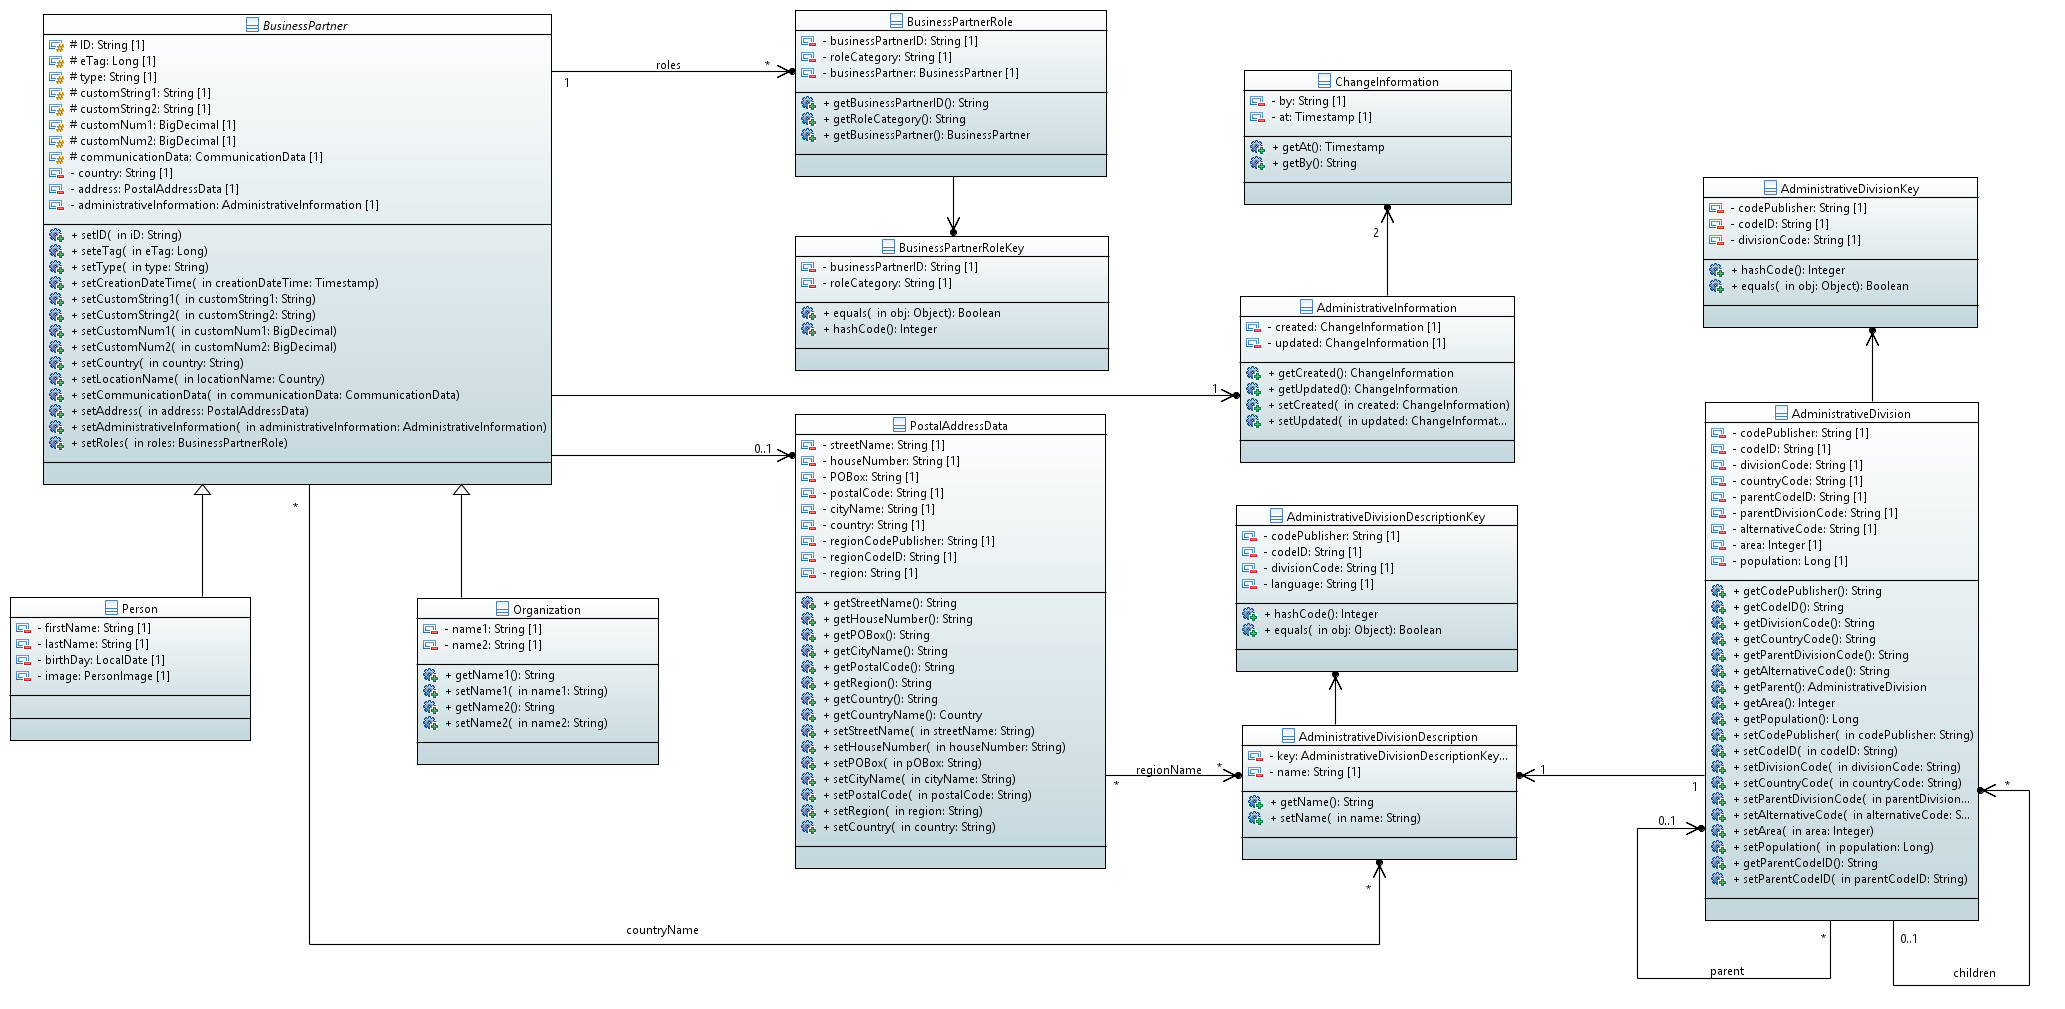 BusinessPartner
# ID: String [1]
# eTag: Long [1]
# type: String [1]
# customString1: String [1]
# customString2: String [1]
# customNum1: BigDecimal [1]
# customNum2: BigDecimal [1]
# communicationData: CommunicationData [1]
- country: String [1]
- address: PostalAddressData [1]
- administrativeInformation: AdministrativeInformation [1]
+ setID( in iD: String)
+ seteTag( in eTag: Long)
+ setType( in type: String)
+ setCreationDateTime( in creationDateTime: Timestamp)
+ setCustomString1( in customString1: String)
+ setCustomString2( in customString2: String)
+ setCustomNum1( in customNum1: BigDecimal)
+ setCustomNum2( in customNum2: BigDecimal)
+ setCountry( in country: String)
+ setLocationName( in locationName: Country)
+ setCommunicationData( in communicationData: CommunicationData)
+ setAddress( in address: PostalAddressData)
+ setAdministrativeInformation( in administrativeInformation: AdministrativeInformation)
+ setRoles( in roles: BusinessPartnerRole)
roles
*
1
BusinessPartnerRole
- businessPartnerID: String [1]
- roleCategory: String [1]
- businessPartner: BusinessPartner [1]
+ getBusinessPartnerID(): String
+ getRoleCategory(): String
+ getBusinessPartner(): BusinessPartner
BusinessPartnerRoleKey
- businessPartnerID: String [1]
- roleCategory: String [1]
+ equals( in obj: Object): Boolean
+ hashCode(): Integer
ChangeInformation
- by: String [1]
- at: Timestamp [1]
+ getAt(): Timestamp
+ getBy(): String
2
AdministrativeInformation
- created: ChangeInformation [1]
- updated: ChangeInformation [1]
+ getCreated(): ChangeInformation
+ getUpdated(): ChangeInformation
+ setCreated( in created: ChangeInformation)
+ setUpdated( in updated: ChangeInformat...
1
0..1
PostalAddressData
- streetName: String [1]
- houseNumber: String [1]
- POBox: String [1]
- postalCode: String [1]
- cityName: String [1]
- country: String [1]
- regionCodePublisher: String [1]
- regionCodeID: String [1]
- region: String [1]
+ getStreetName(): String
+ getHouseNumber(): String
+ getPOBox(): String
+ getCityName(): String
+ getPostalCode(): String
+ getRegion(): String
+ getCountry(): String
+ getCountryName(): Country
+ setStreetName( in streetName: String)
+ setHouseNumber( in houseNumber: String)
+ setPOBox( in pOBox: String)
+ setCityName( in cityName: String)
+ setPostalCode( in postalCode: String)
+ setRegion( in region: String)
+ setCountry( in country: String)
Person
- firstName: String [1]
- lastName: String [1]
- birthDay: LocalDate [1]
- image: PersonImage [1]
*
Organization
- name1: String [1]
- name2: String [1]
+ getName1(): String
+ setName1( in name1: String)
+ getName2(): String
+ setName2( in name2: String)
AdministrativeDivisionDescriptionKey
- codePublisher: String [1]
- codeID: String [1]
- divisionCode: String [1]
- language: String [1]
+ hashCode(): Integer
+ equals( in obj: Object): Boolean
AdministrativeDivisionDescription
- key: AdministrativeDivisionDescriptionKey...
- name: String [1]
+ getName(): String
+ setName( in name: String)
regionName
*
*
countryName
*
AdministrativeDivisionKey
- codePublisher: String [1]
- codeID: String [1]
- divisionCode: String [1]
+ hashCode(): Integer
+ equals( in obj: Object): Boolean
AdministrativeDivision
- codePublisher: String [1]
- codeID: String [1]
- divisionCode: String [1]
- countryCode: String [1]
- parentCodeID: String [1]
- parentDivisionCode: String [1]
- alternativeCode: String [1]
- area: Integer [1]
- population: Long [1]
+ getCodePublisher(): String
+ getCodeID(): String
+ getDivisionCode(): String
+ getCountryCode(): String
+ getParentDivisionCode(): String
+ getAlternativeCode(): String
+ getParent(): AdministrativeDivision
+ getArea(): Integer
+ getPopulation(): Long
+ setCodePublisher( in codePublisher: String)
+ setCodeID( in codeID: String)
+ setDivisionCode( in divisionCode: String)
+ setCountryCode( in countryCode: String)
+ setParentDivisionCode( in parentDivision...
+ setAlternativeCode( in alternativeCode: S...
+ setArea( in area: Integer)
+ setPopulation( in population: Long)
+ getParentCodeID(): String
+ setParentCodeID( in parentCodeID: String)
1
1
0..1
*
*
0..1
parent
children